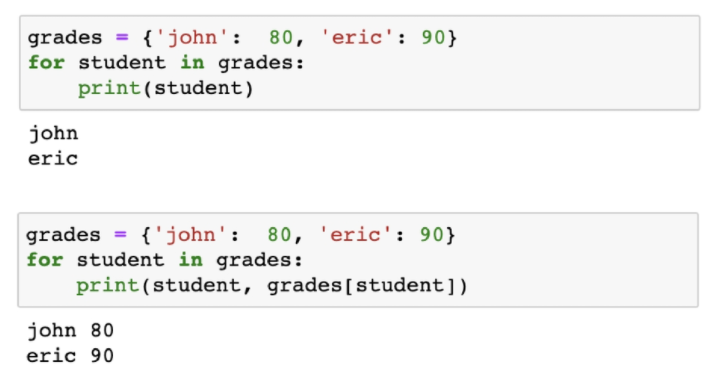 grades = {'john':  80, 'eric': 90}
for student in grades:
    print(student)
john
eric
grades = {'john':  80, 'eric': 90}
for student in grades:
    print(student, grades[student])
john 80
eric 90